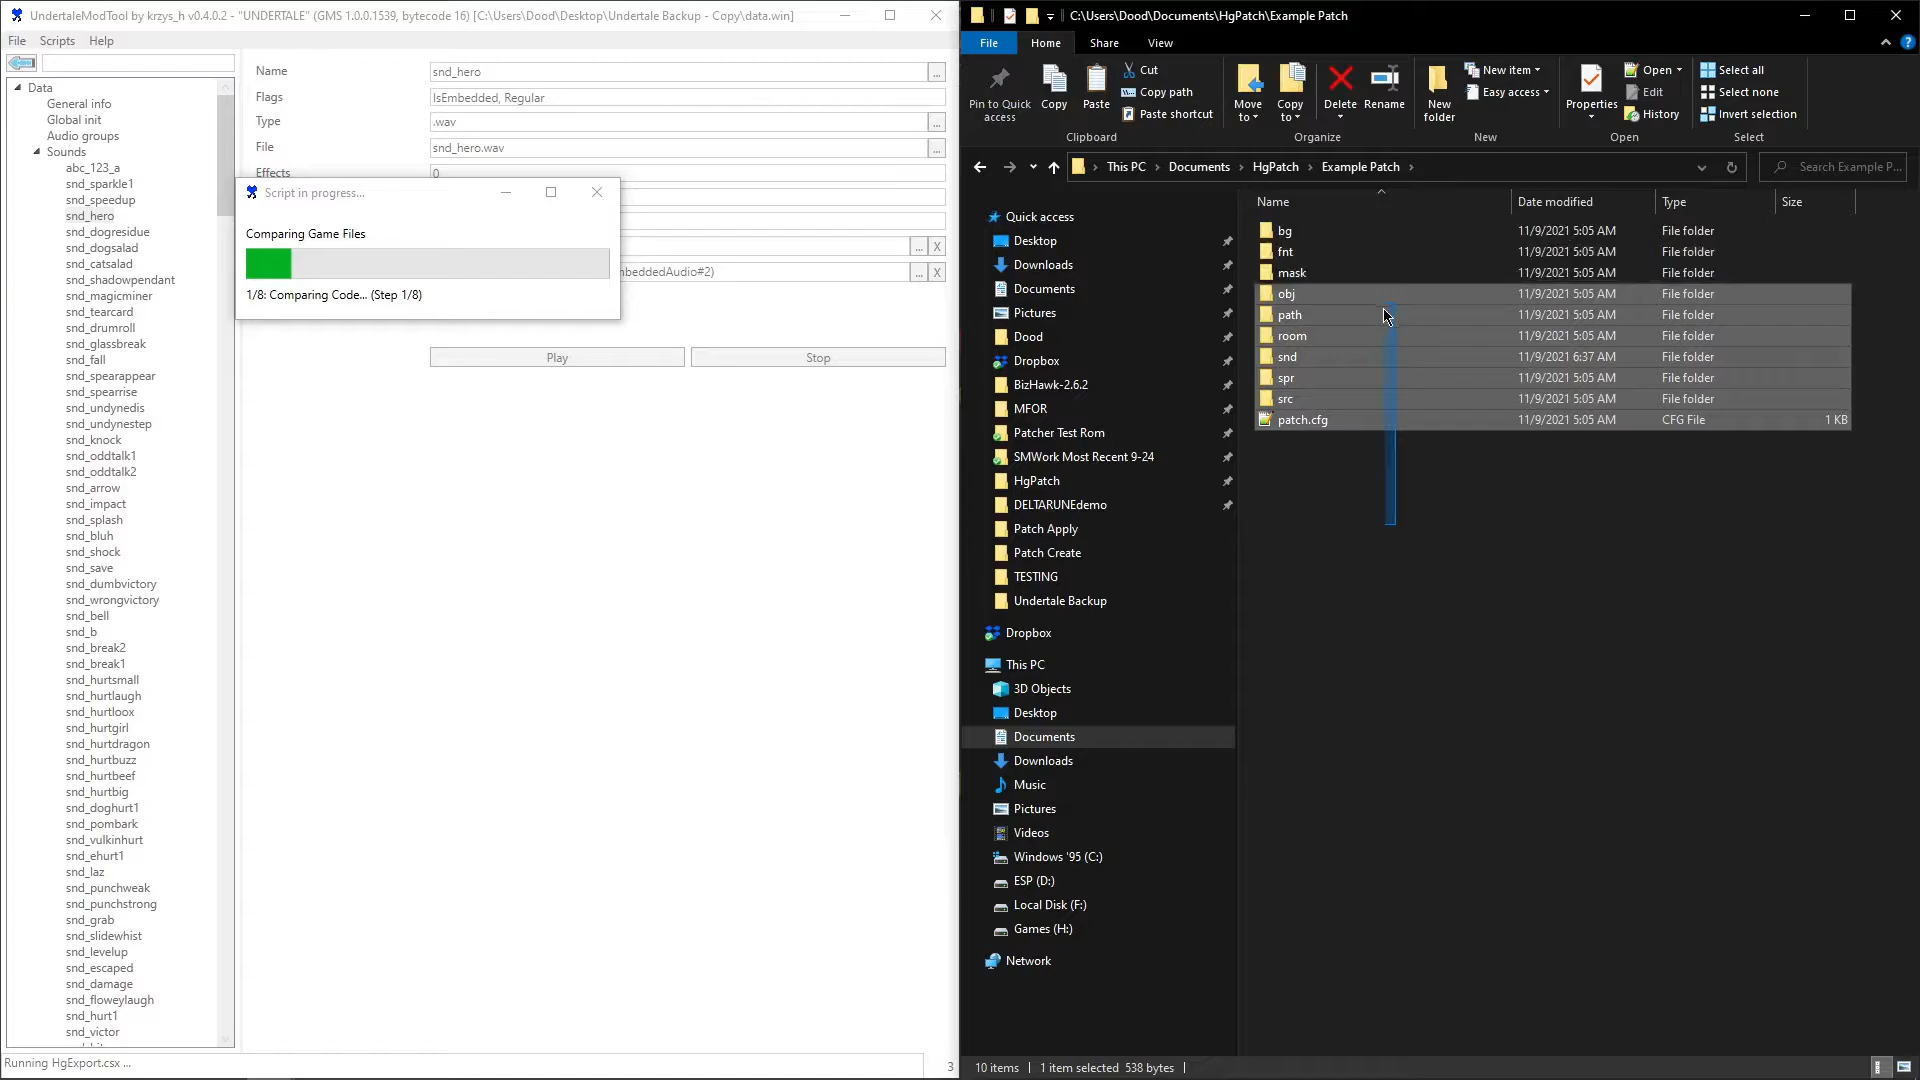 UndertaleModTool by krzys_h v0.4.0.2 - "UNDERTALE" (GMS 1.0.0.1539, bytecode 16) [C:\Users\Dood\Desktop\Undertale Backup - Copy\data.win]
File Scripts Help
Data
General info
Global init
Audio groups
Sounds
abc_123_a
snd_sparkle1
snd_speedup
snd_hero
snd_dogresidue
snd_dogsalad
snd_catsalad
snd_shadowpendant
snd_magicminer
snd_tearcard
snd_drumroll
snd_glassbreak
snd_fall
snd_spearappear
snd_spearrise
snd_undynedis
snd_undynestep
snd_knock
snd_oddtalk1
snd_oddtalk2
snd_arrow
snd_impact
snd_splash
snd_bluh
snd_shock
snd_save
snd_dumbvictory
snd_wrongvictory
snd_bell
snd_b
snd_break2
snd_break1
snd_hurtsmall
snd_hurtlaugh
snd_hurtloox
snd_hurtgirl
snd_hurtdragon
snd_hurtbuzz
snd_hurtbeef
snd_hurtbig
snd_doghurt1
snd_pombark
snd_vulkinhurt
snd_ehurt1
snd_laz
snd_punchweak
snd_punchstrong
snd_grab
snd_slidewhist
snd_levelup
snd_escaped
snd_damage
snd_floweylaugh
snd_hurt1
snd_victor
Name snd_hero ...
Flags IsEmbedded, Regular
Type .wav ...
File snd_hero.wav ...
Effects 0
... X
mbeddedAudio#2) ... X
Play Stop
Script in progress...
Comparing Game Files
1/8: Comparing Code... (Step 1/8)
Running HgExport.csx ...
3
C:\Users\Dood\Documents\HgPatch\Example Patch
File Home Share View
Pin to Quick access
Copy
Paste
Cut
Copy path
Paste shortcut
Clipboard
Move to
Copy to
Delete
Rename
Organize
New folder
New item
Easy access
New
Properties
Open
Edit
History
Open
Select all
Select none
Invert selection
Select
This PC > Documents > HgPatch > Example Patch >
Search Example P...
Quick access
Desktop
Downloads
Documents
Pictures
Dood
Dropbox
BizHawk-2.6.2
MFOR
Patcher Test Rom
SMWork Most Recent 9-24
HgPatch
DELTARUNEdemo
Patch Apply
Patch Create
TESTING
Undertale Backup
Dropbox
This PC
3D Objects
Desktop
Documents
Downloads
Music
Pictures
Videos
Windows '95 (C:)
ESP (D:)
Local Disk (F:)
Games (H:)
Network
Name Date modified Type Size
bg 11/9/2021 5:05 AM File folder
fnt 11/9/2021 5:05 AM File folder
mask 11/9/2021 5:05 AM File folder
obj 11/9/2021 5:05 AM File folder
path 11/9/2021 5:05 AM File folder
room 11/9/2021 5:05 AM File folder
snd 11/9/2021 6:37 AM File folder
spr 11/9/2021 5:05 AM File folder
src 11/9/2021 5:05 AM File folder
patch.cfg 11/9/2021 5:05 AM CFG File 1 KB
10 items | 1 item selected 538 bytes |